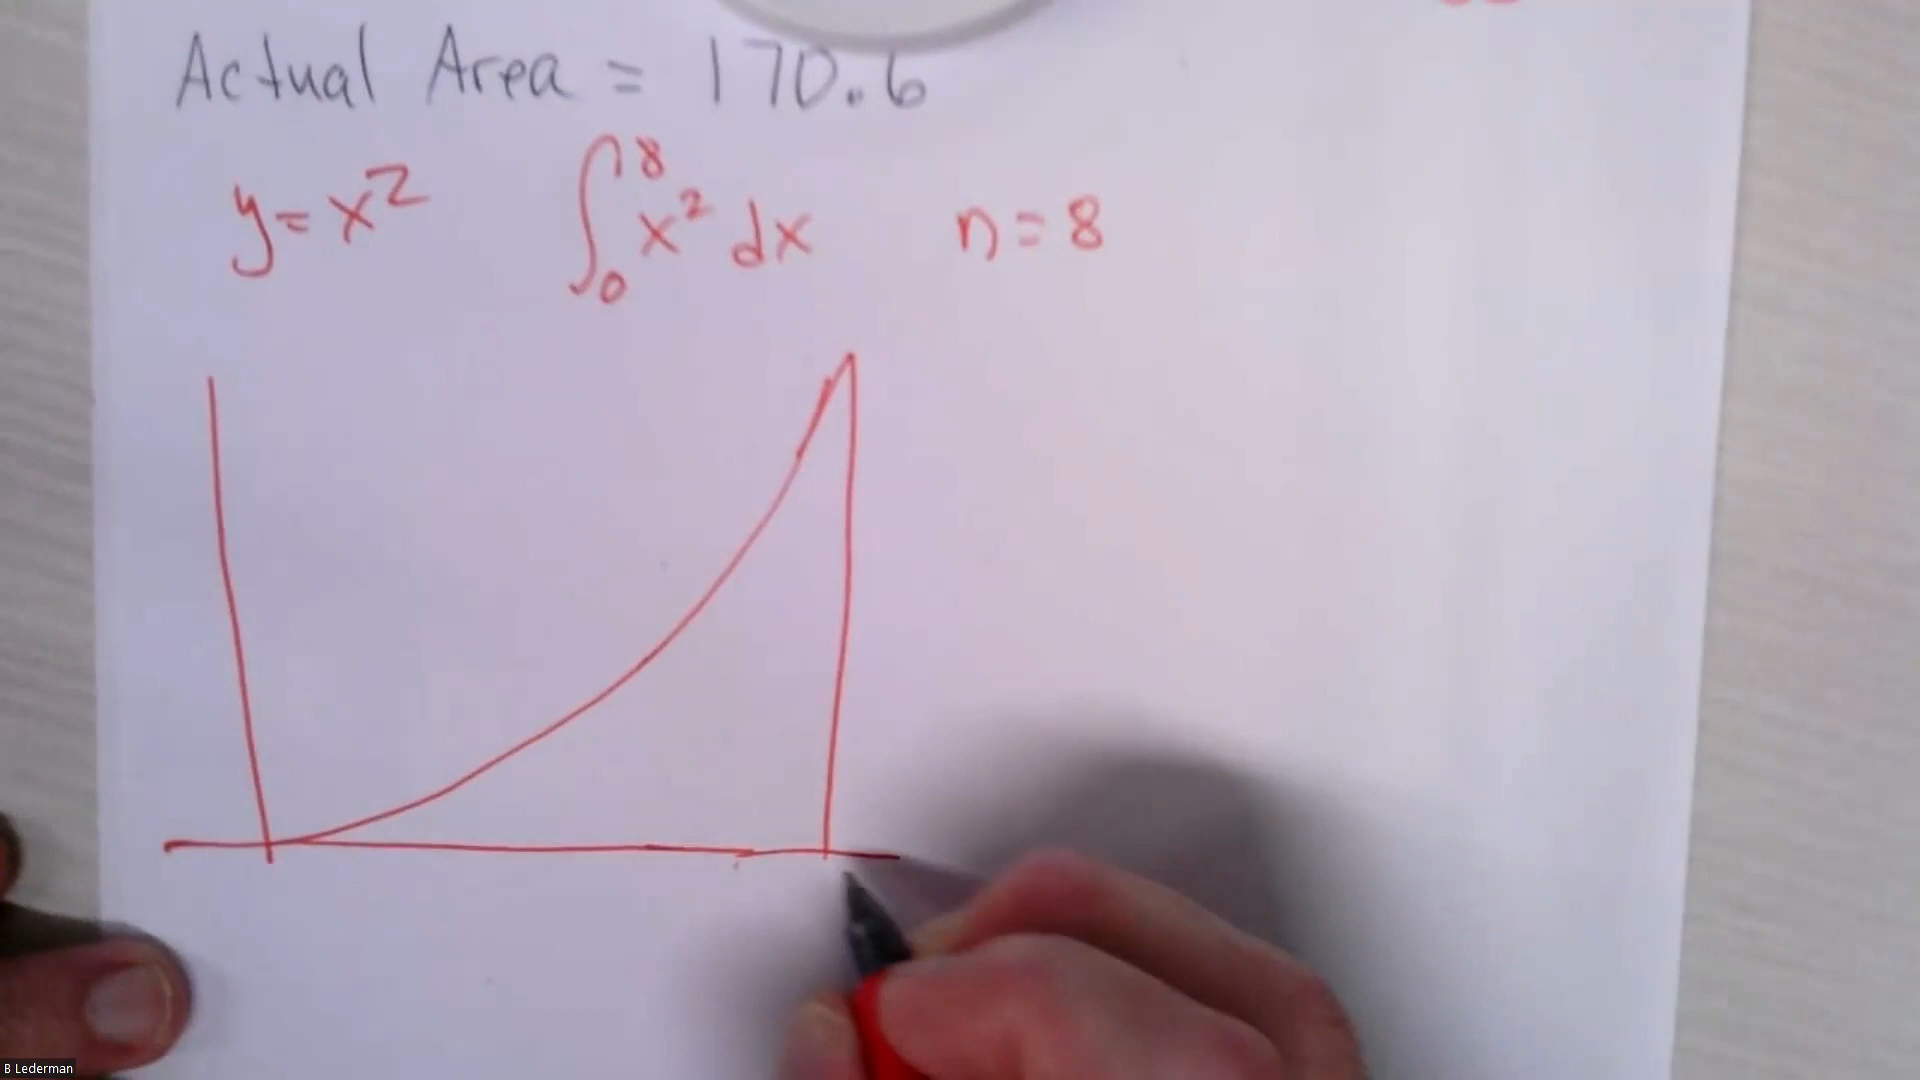 Actual Area = 170.6
y=x² ∫₀⁸ x² dx n=8
B Lederman